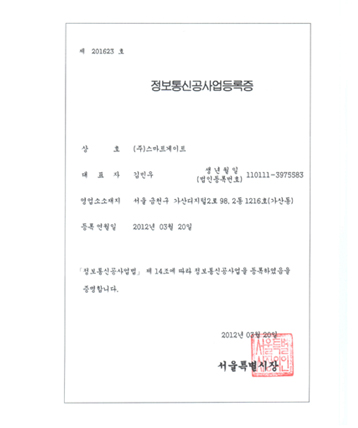 제 201623 호
정보통신공사업등록증
상 호 (주)스마트게이트
대 표 자 김인수 생년월일 (법인등록번호) 110111-3975583
영업소소재지 서울 금천구 가산디지털2로 98, 2동 1216호(가산동)
등록연월일 2012년 03월 20일
「정보통신공사업법」 제 14조에 따라 정보통신공사업을 등록하였음을
증명합니다.
2012년 03월 20일
서울특별시장